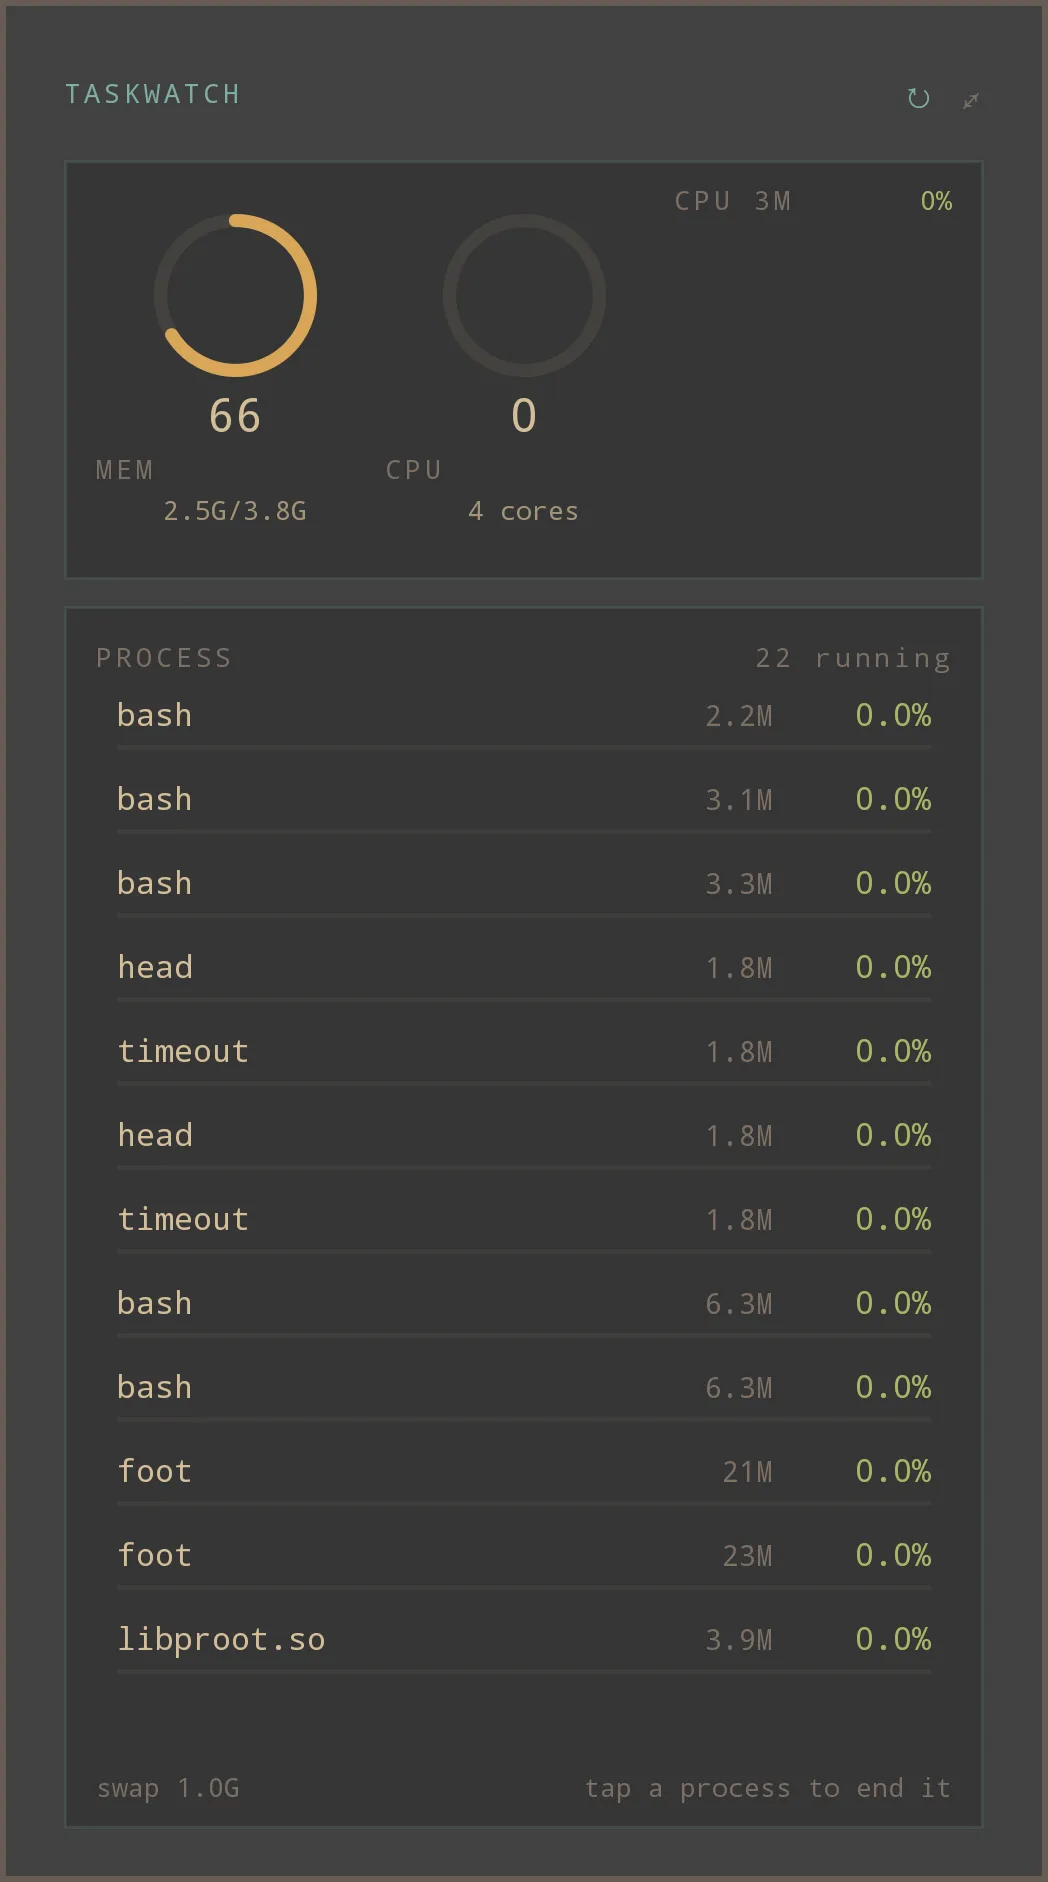 TASKWATCH
CPU 3M 0%
66
0
MEM
CPU
2.5G/3.8G
4 cores
PROCESS 22 running
bash 2.2M 0.0%
bash 3.1M 0.0%
bash 3.3M 0.0%
head 1.8M 0.0%
timeout 1.8M 0.0%
head 1.8M 0.0%
timeout 1.8M 0.0%
bash 6.3M 0.0%
bash 6.3M 0.0%
foot 21M 0.0%
foot 23M 0.0%
libproot.so 3.9M 0.0%
swap 1.0G tap a process to end it